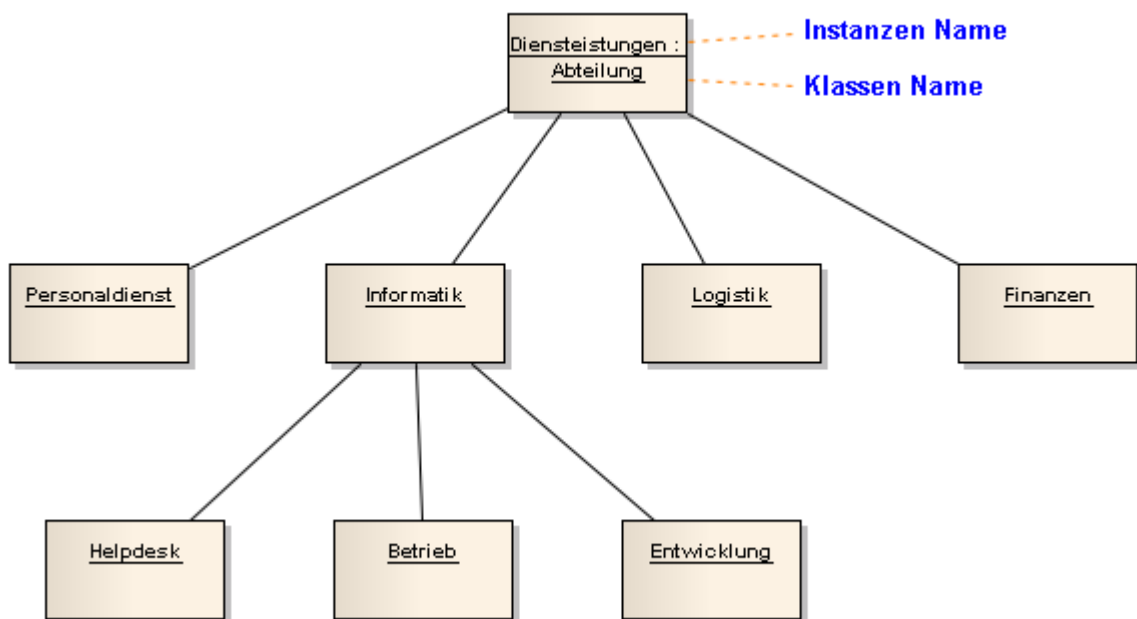 Diensteistungen :
Abteilung
Instanzen Name
Klassen Name
Personaldienst
Informatik
Logistik
Finanzen
Helpdesk
Betrieb
Entwicklung